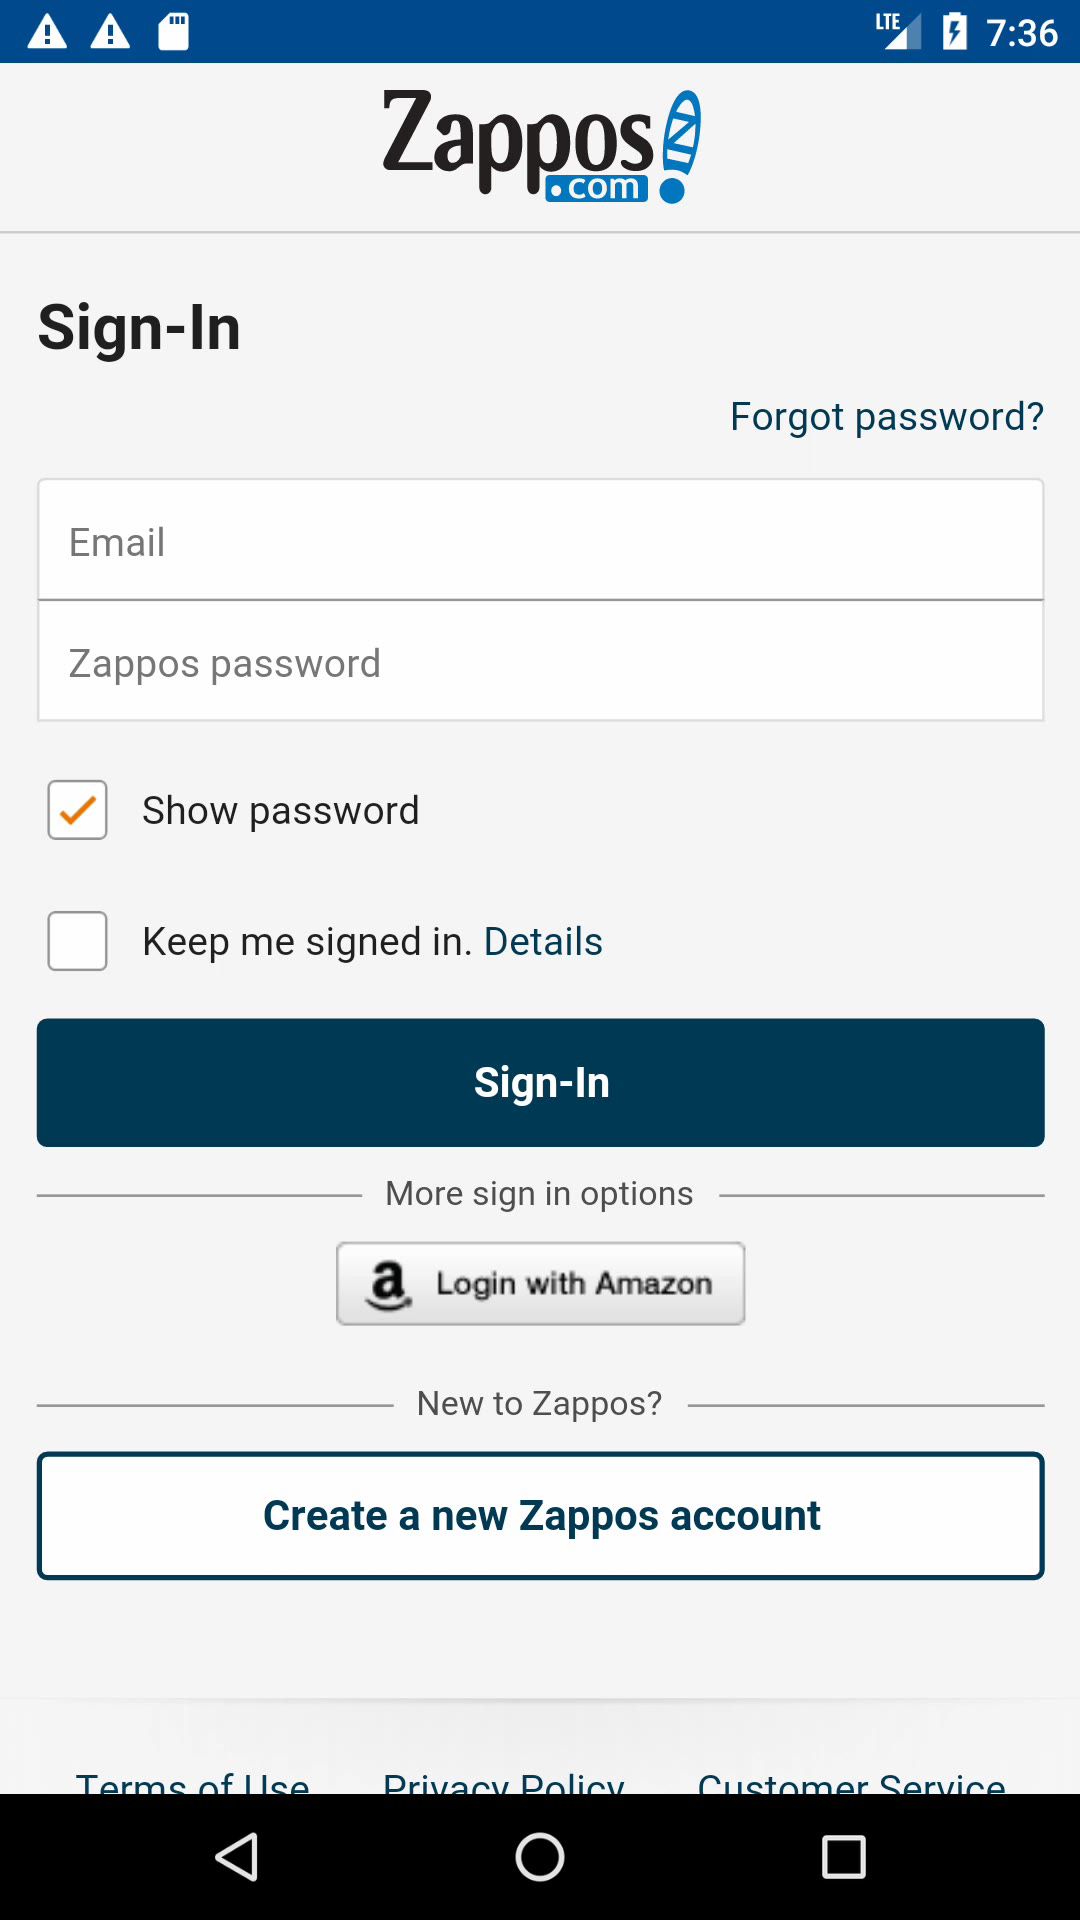 LTE 7:36
Zappos
.com
Sign-In
Forgot password?
Email
Zappos password
Show password
Keep me signed in. Details
Sign-In
More sign in options
a Login with Amazon
New to Zappos?
Create a new Zappos account
Terms of Use Privacy Policy Customer Service